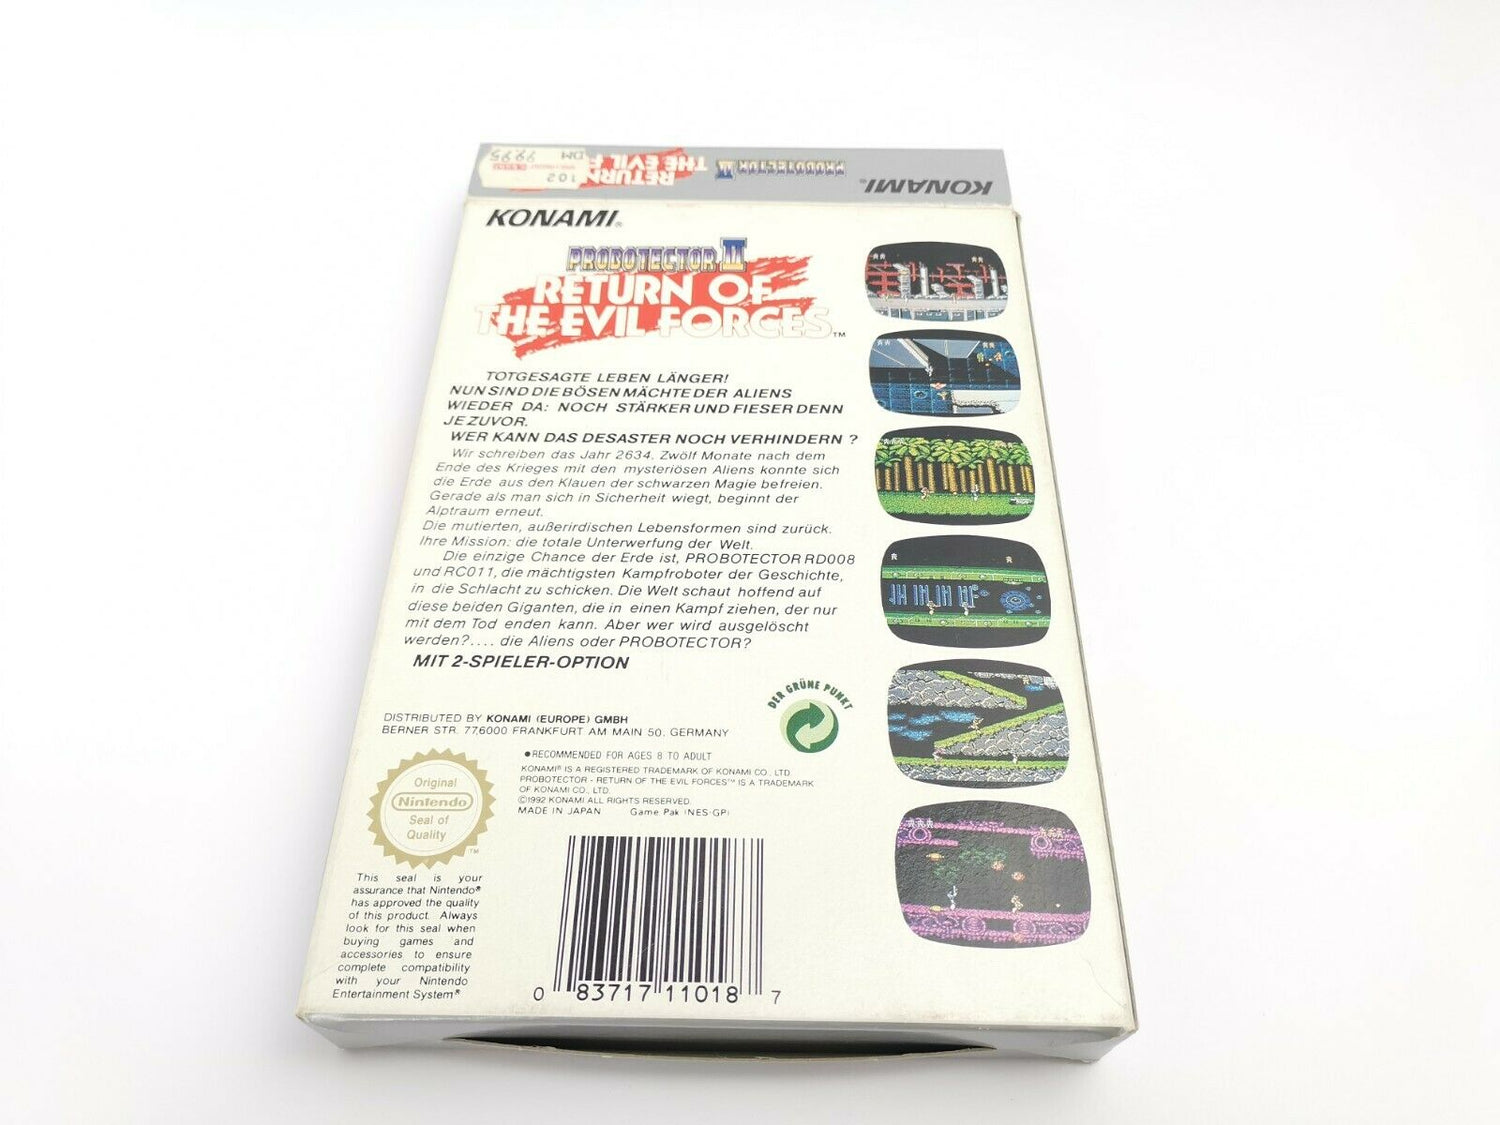 99.95 DM
102
RETURN
THE EVIL F
PROBOTECTOR II
KONAMI.
KONAMI®
PROBOTECTOR II
RETURN OF
THE EVIL FORCES™
TOTGESAGTE LEBEN LÄNGER!
NUN SIND DIE BÖSEN MÄCHTE DER ALIENS
WIEDER DA: NOCH STÄRKER UND FIESER DENN
JE ZUVOR.
WER KANN DAS DESASTER NOCH VERHINDERN ?
Wir schreiben das Jahr 2634. Zwölf Monate nach dem
Ende des Krieges mit den mysteriösen Aliens konnte sich
die Erde aus den Klauen der schwarzen Magie befreien.
Gerade als man sich in Sicherheit wiegt, beginnt der
Alptraum erneut.
Die mutierten, außerirdischen Lebensformen sind zurück.
Ihre Mission: die totale Unterwerfung der Welt.
Die einzige Chance der Erde ist, PROBOTECTOR RD008
und RC011, die mächtigsten Kampfroboter der Geschichte,
in die Schlacht zu schicken. Die Welt schaut hoffend auf
diese beiden Giganten, die in einen Kampf ziehen, der nur
mit dem Tod enden kann. Aber wer wird ausgelöscht
werden?.... die Aliens oder PROBOTECTOR?
MIT 2-SPIELER-OPTION
DER GRÜNE PUNKT
DISTRIBUTED BY KONAMI (EUROPE) GMBH
BERNER STR. 77,6000 FRANKFURT AM MAIN 50, GERMANY
●RECOMMENDED FOR AGES 8 TO ADULT
KONAMI® IS A REGISTERED TRADEMARK OF KONAMI CO., LTD.
PROBOTECTOR - RETURN OF THE EVIL FORCES™ IS A TRADEMARK
OF KONAMI CO., LTD.
©1992 KONAMI ALL RIGHTS RESERVED.
MADE IN JAPAN Game Pak (NES-GP)
Original
Nintendo
Seal of
Quality
™
This seal is your
assurance that Nintendo®
has approved the quality
of this product. Always
look for this seal when
buying games and
accessories to ensure
complete compatibility
with your Nintendo
Entertainment System®
0 83717 11018 7